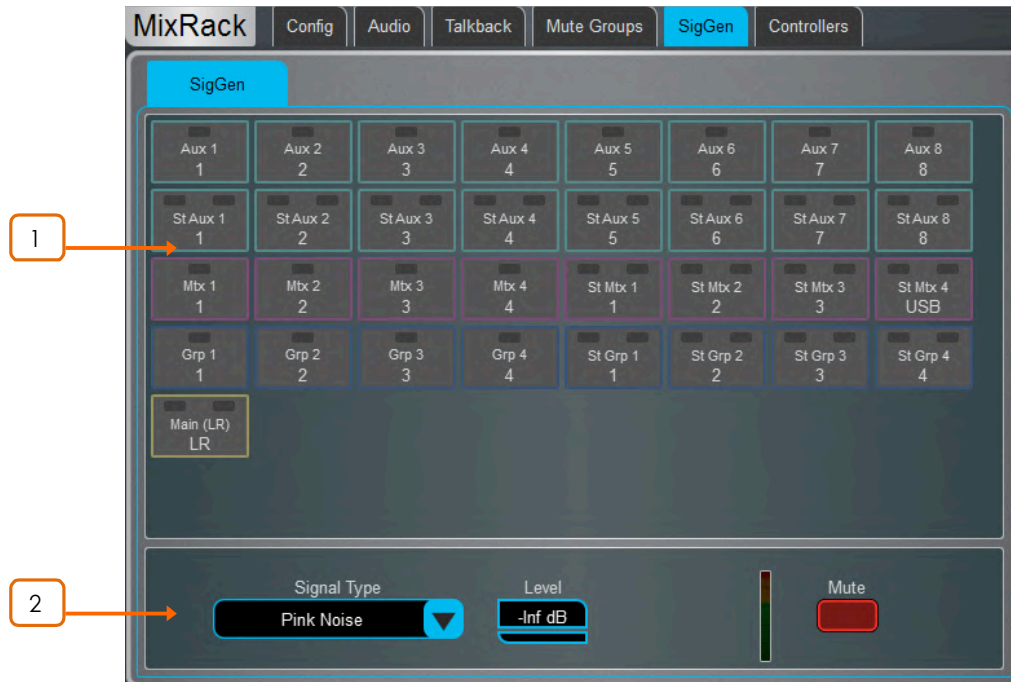 MixRack Config Audio Talkback Mute Groups SigGen Controllers
SigGen
Aux 1 Aux 2 Aux 3 Aux 4 Aux 5 Aux 6 Aux 7 Aux 8
1 2 3 4 5 6 7 8
St Aux 1 St Aux 2 St Aux 3 St Aux 4 St Aux 5 St Aux 6 St Aux 7 St Aux 8
1 2 3 4 5 6 7 8
1
Mtx 1 Mtx 2 Mtx 3 Mtx 4 St Mtx 1 St Mtx 2 St Mtx 3 St Mtx 4
1 2 3 4 1 2 3 USB
Grp 1 Grp 2 Grp 3 Grp 4 St Grp 1 St Grp 2 St Grp 3 St Grp 4
1 2 3 4 1 2 3 4
Main (LR)
LR
2
Signal Type Level Mute
Pink Noise -Inf dB